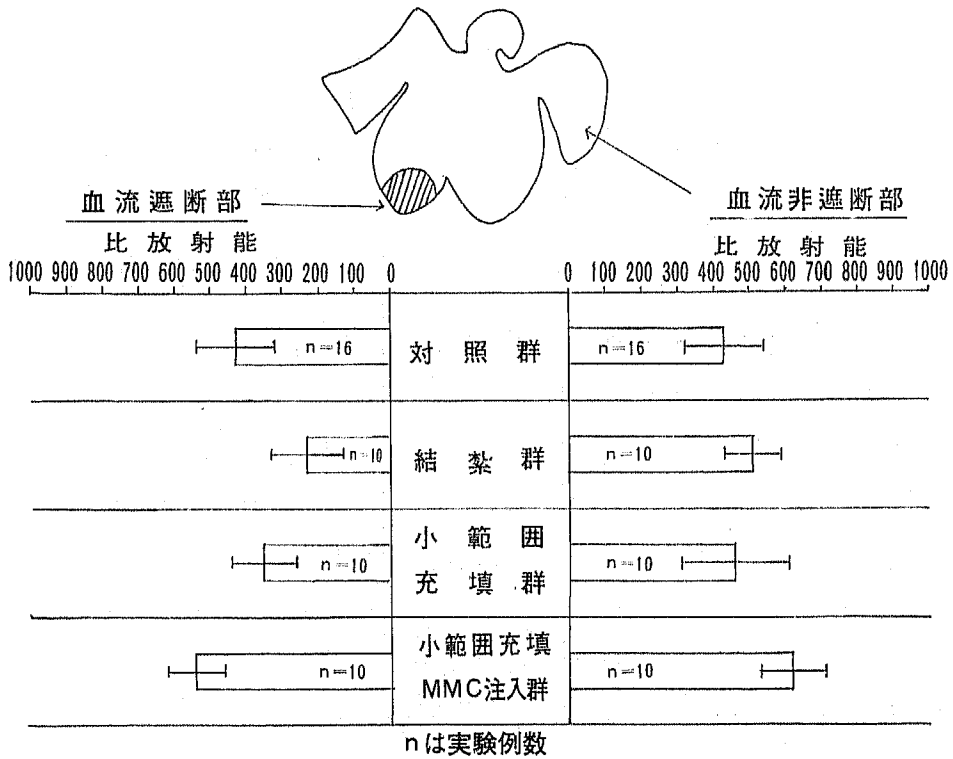 血流遮断部
比放射能
血流非遮断部
比放射能
1000 900 800 700 600 500 400 300 200 100 0
0 100 200 300 400 500 600 700 800 900 1000
n=16
対照群
n=16
n=10
結紮群
n=10
n=10
小範囲
充填群
n=10
n=10
小範囲充填
MMC注入群
n=10
nは実験例数